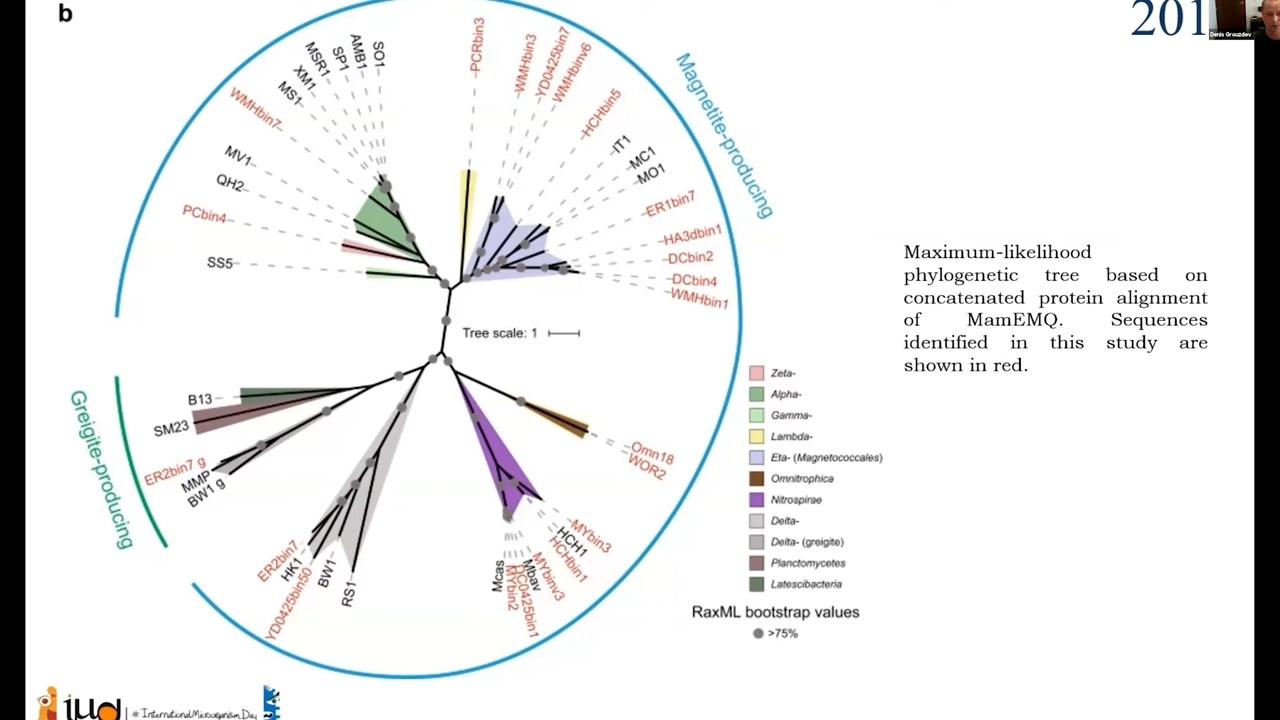 b
201
Denis Grouzdev
SO1
AMB1
SP1
MSR1
XM1
MS1
WMHbin7
MV1
QH2
PCbin4
SS5
PCRbin3
WMHbin3
YD0425bin7
WMHbinv6
HCHbin5
IT1
MC1
MO1
ER1bin7
HA3dbin1
DCbin2
DCbin4
WMHbin1
Magnetite-producing
Tree scale: 1
Greigite-producing
B13
SM23
ER2bin7 g
MMP
BW1 g
ER2bin7
HK1
YD0425bin50
BW1
RS1
Mcas
MYbin2
DC0425bin1
Mbav
MYbinv3
HCHbin1
HCH1
MYbin3
Omn18
WOR2
Zeta-
Alpha-
Gamma-
Lambda-
Eta- (Magnetococcales)
Omnitrophica
Nitrospirae
Delta-
Delta- (greigite)
Planctomycetes
Latescibacteria
RaxML bootstrap values
>75%
Maximum-likelihood
phylogenetic tree based on
concatenated protein alignment
of MamEMQ. Sequences
identified in this study are
shown in red.
iμd
#InternationalMicroorganismDay